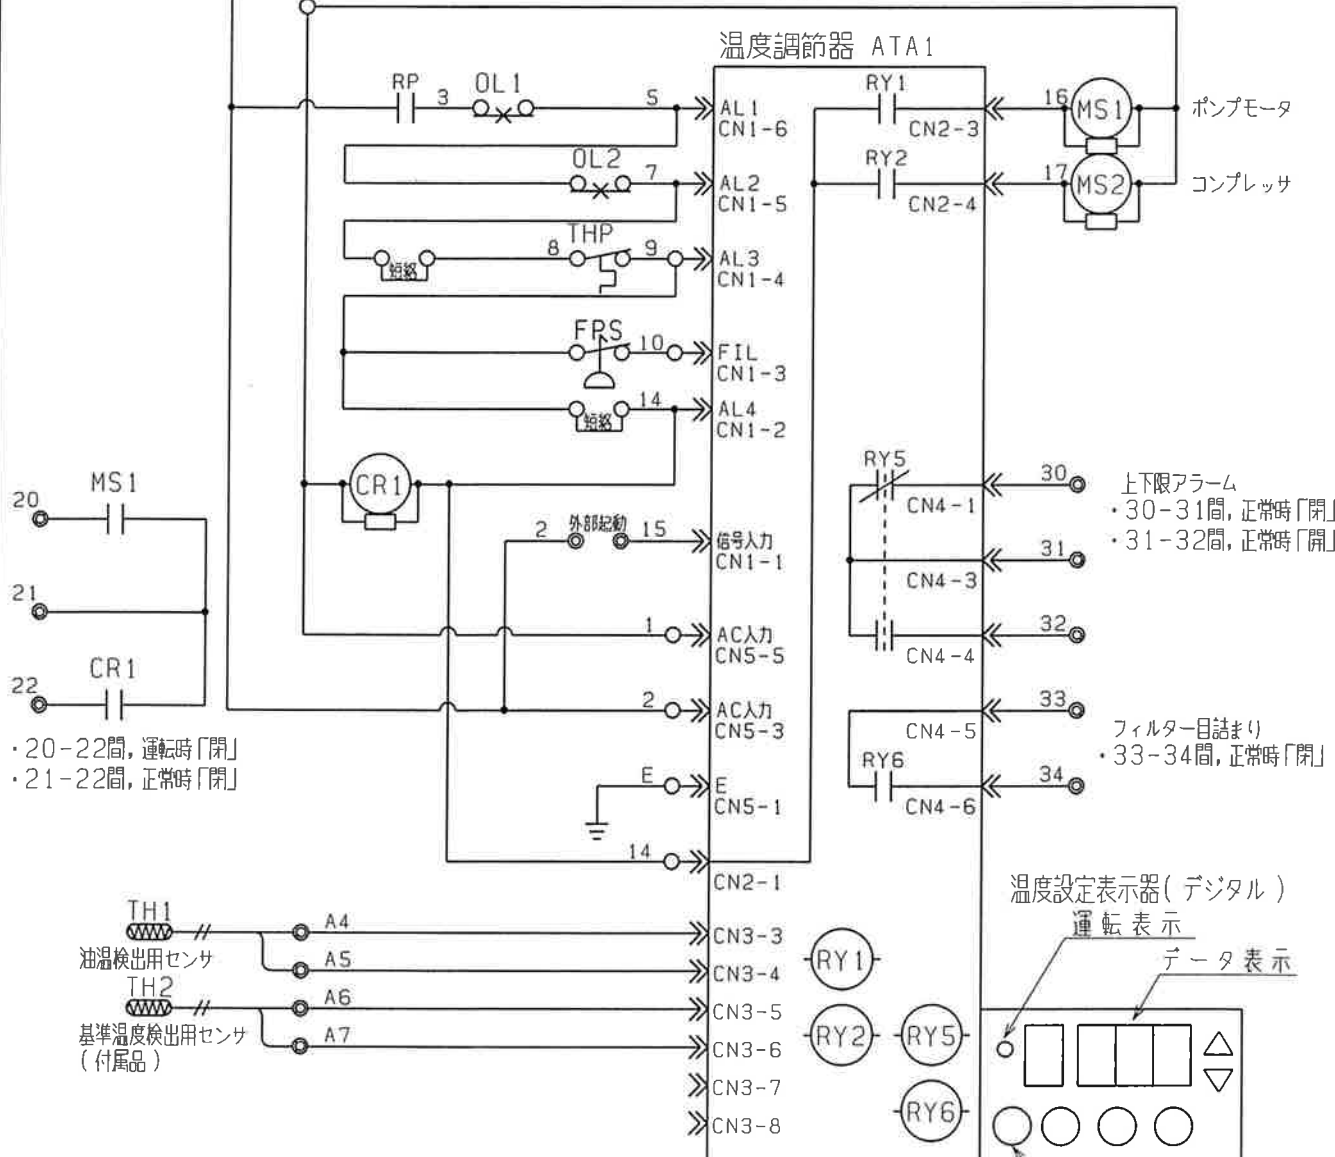 温度調節器 ATA1
RP
3
OL1
5
AL1
CN1-6
RY1
CN2-3
16
MS1
ポンプモータ
OL2
7
AL2
CN1-5
RY2
CN2-4
17
MS2
コンプレッサ
短絡
8
THP
9
AL3
CN1-4
FPS
10
FIL
CN1-3
短絡
14
AL4
CN1-2
CR1
2
外部起動
15
信号入力
CN1-1
1
AC入力
CN5-5
2
AC入力
CN5-3
E
E
CN5-1
14
CN2-1
20
MS1
21
22
CR1
・20-22間, 運転時「閉」
・21-22間, 正常時「閉」
RY5
CN4-1
30
CN4-3
31
CN4-4
32
上下限アラーム
・30-31間, 正常時「閉」
・31-32間, 正常時「開」
CN4-5
33
RY6
CN4-6
34
フィルター目詰まり
・33-34間, 正常時「閉」
TH1
油温検出用センサ
A4
CN3-3
A5
CN3-4
TH2
基準温度検出用センサ
(付属品)
A6
CN3-5
A7
CN3-6
CN3-7
CN3-8
RY1
RY2
RY5
RY6
温度設定表示器(デジタル)
運転表示
データ表示